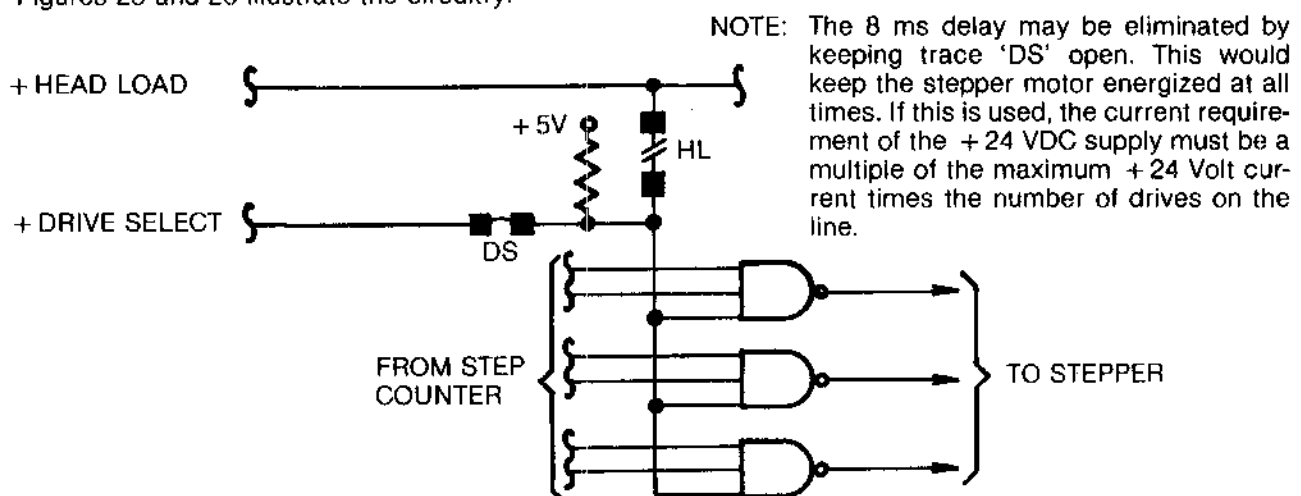 Figures 25 and 26 illustrate the circuitry.
NOTE: The 8 ms delay may be eliminated by
keeping trace 'DS' open. This would
keep the stepper motor energized at all
times. If this is used, the current require-
ment of the +24 VDC supply must be a
multiple of the maximum +24 Volt cur-
rent times the number of drives on the
line.
+ HEAD LOAD
+ 5V
HL
+ DRIVE SELECT
DS
FROM STEP
COUNTER
TO STEPPER